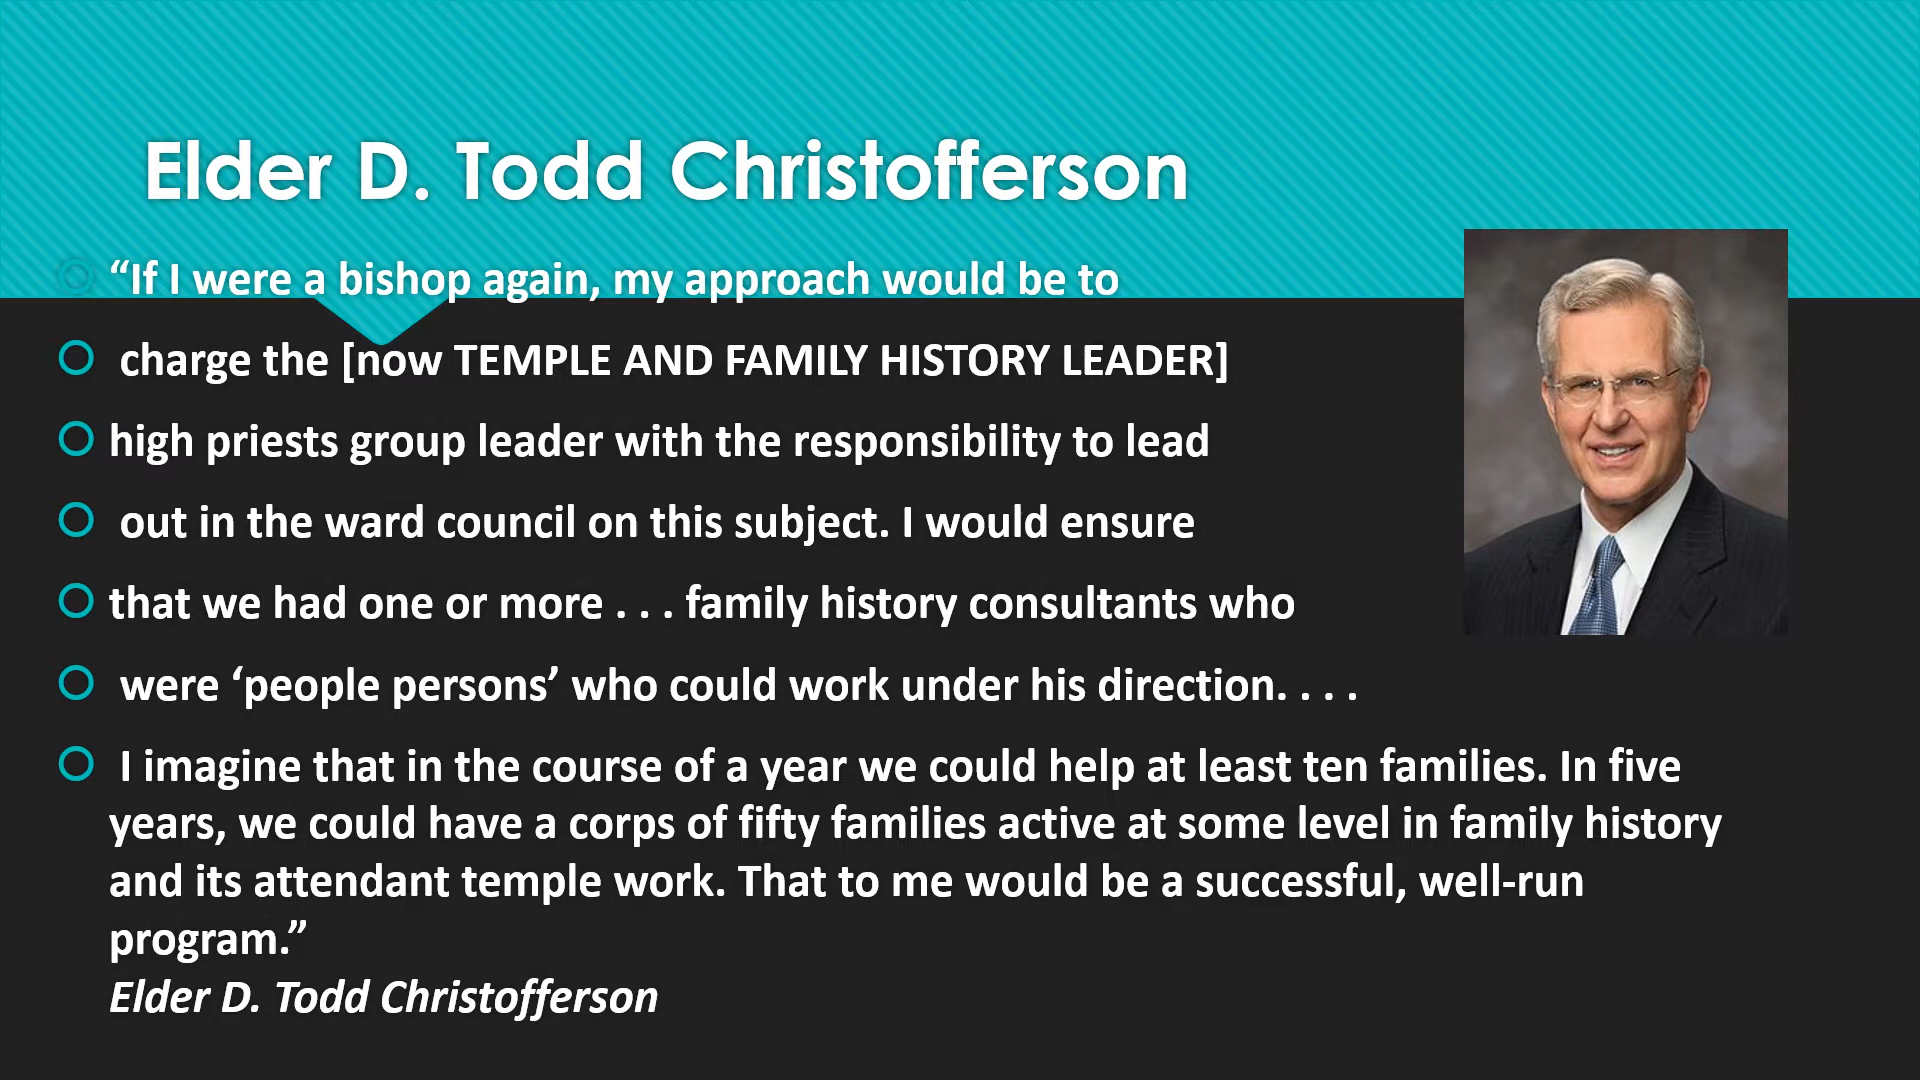 Elder D. Todd Christofferson
“If I were a bishop again, my approach would be to
charge the [now TEMPLE AND FAMILY HISTORY LEADER]
high priests group leader with the responsibility to lead
out in the ward council on this subject. I would ensure
that we had one or more . . . family history consultants who
were ‘people persons’ who could work under his direction. . . .
I imagine that in the course of a year we could help at least ten families. In five
years, we could have a corps of fifty families active at some level in family history
and its attendant temple work. That to me would be a successful, well-run
program.”
Elder D. Todd Christofferson